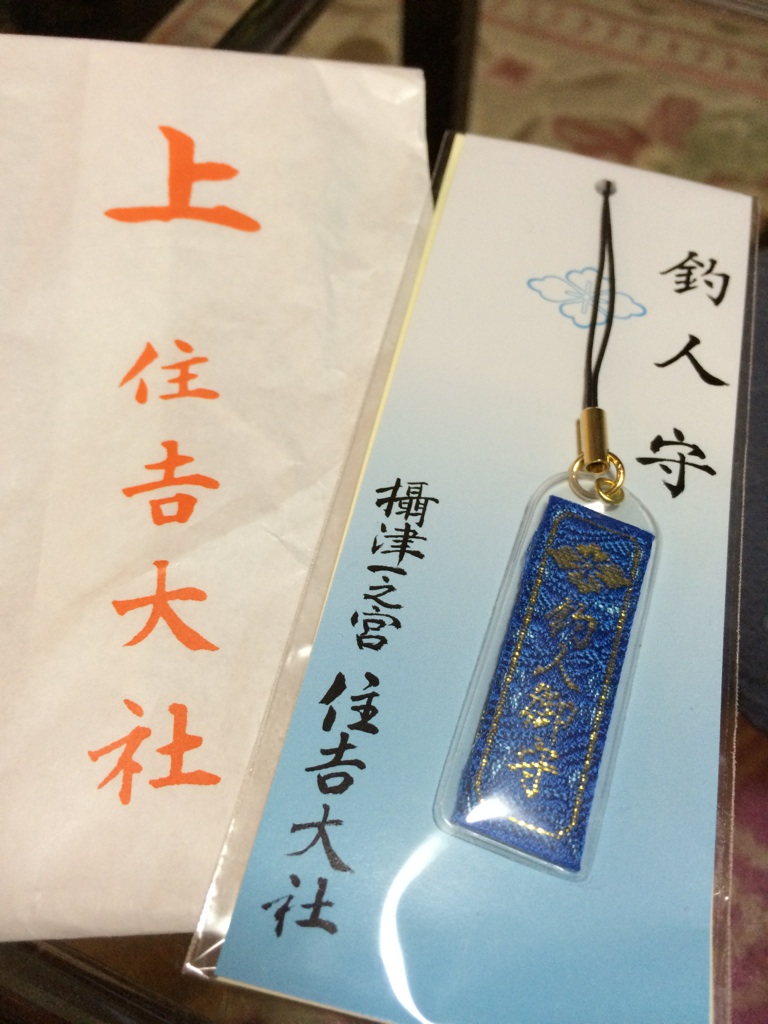 上
住吉大社
釣人守
攝津一之宮
住吉大社
釣人御守